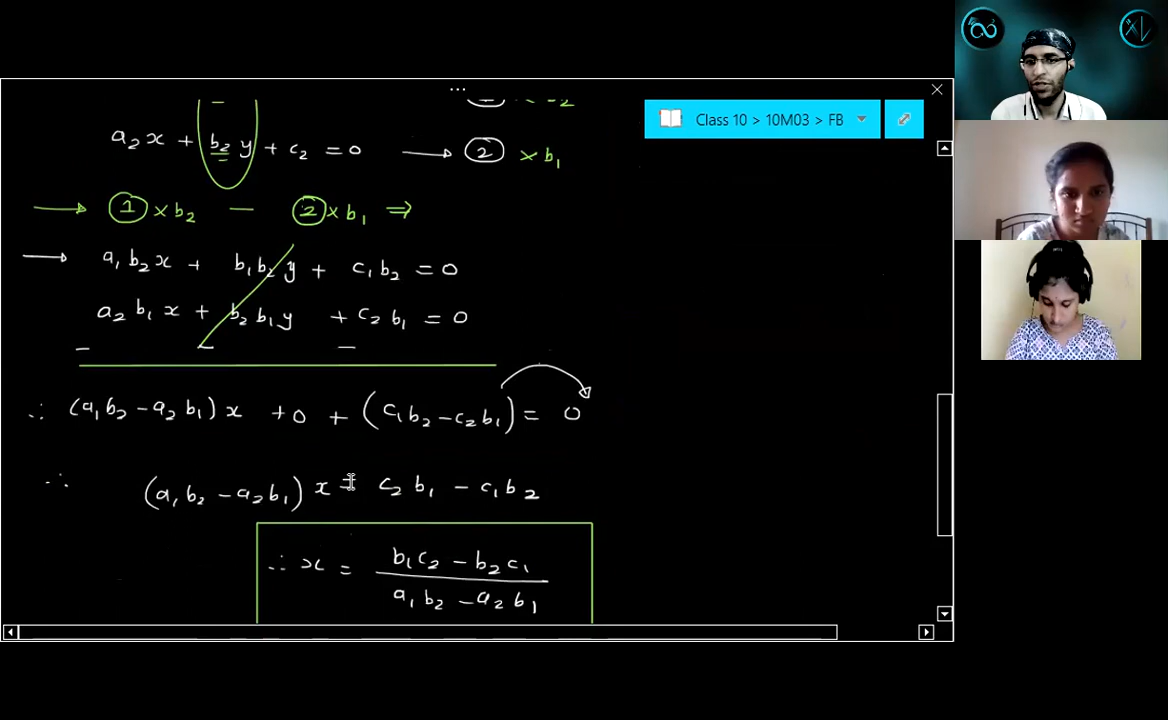 Class 10 > 10M03 > FB
a₂x + b₂y + c₂ = 0 → ② × b₁
→ ① × b₂ − ② × b₁ ⇒
→ a₁b₂x + b₁b₂y + c₁b₂ = 0
a₂b₁x + b₂b₁y + c₂b₁ = 0
− − −
∴ (a₁b₂ − a₂b₁)x + 0 + (c₁b₂ − c₂b₁) = 0
∴ (a₁b₂ − a₂b₁)x = c₂b₁ − c₁b₂
∴ x = b₁c₂ − b₂c₁
a₁b₂ − a₂b₁